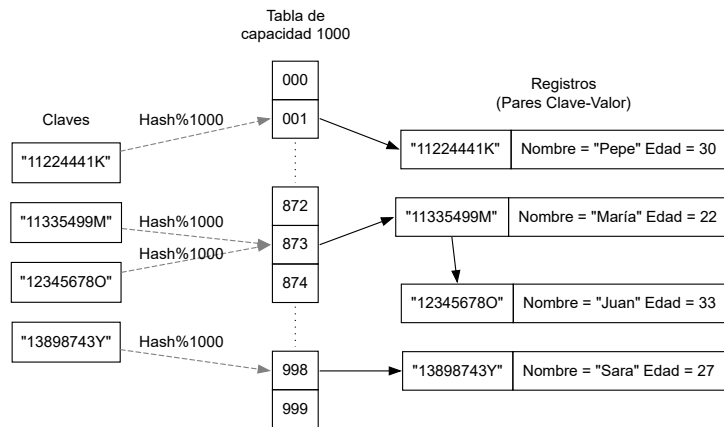 Tabla de
capacidad 1000
Registros
(Pares Clave-Valor)
Claves
Hash%1000
Hash%1000
Hash%1000
Hash%1000
"11224441K"
"11335499M"
"12345678O"
"13898743Y"
000
001
872
873
874
998
999
"11224441K" Nombre = "Pepe" Edad = 30
"11335499M" Nombre = "María" Edad = 22
"12345678O" Nombre = "Juan" Edad = 33
"13898743Y" Nombre = "Sara" Edad = 27